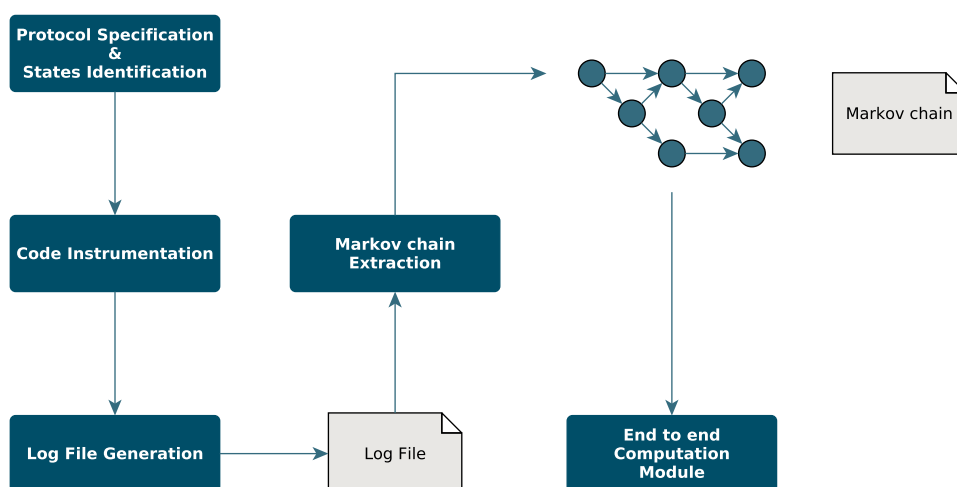 Protocol Specification
&
States Identification
Markov chain
Code Instrumentation
Markov chain
Extraction
Log File Generation
Log File
End to end
Computation
Module